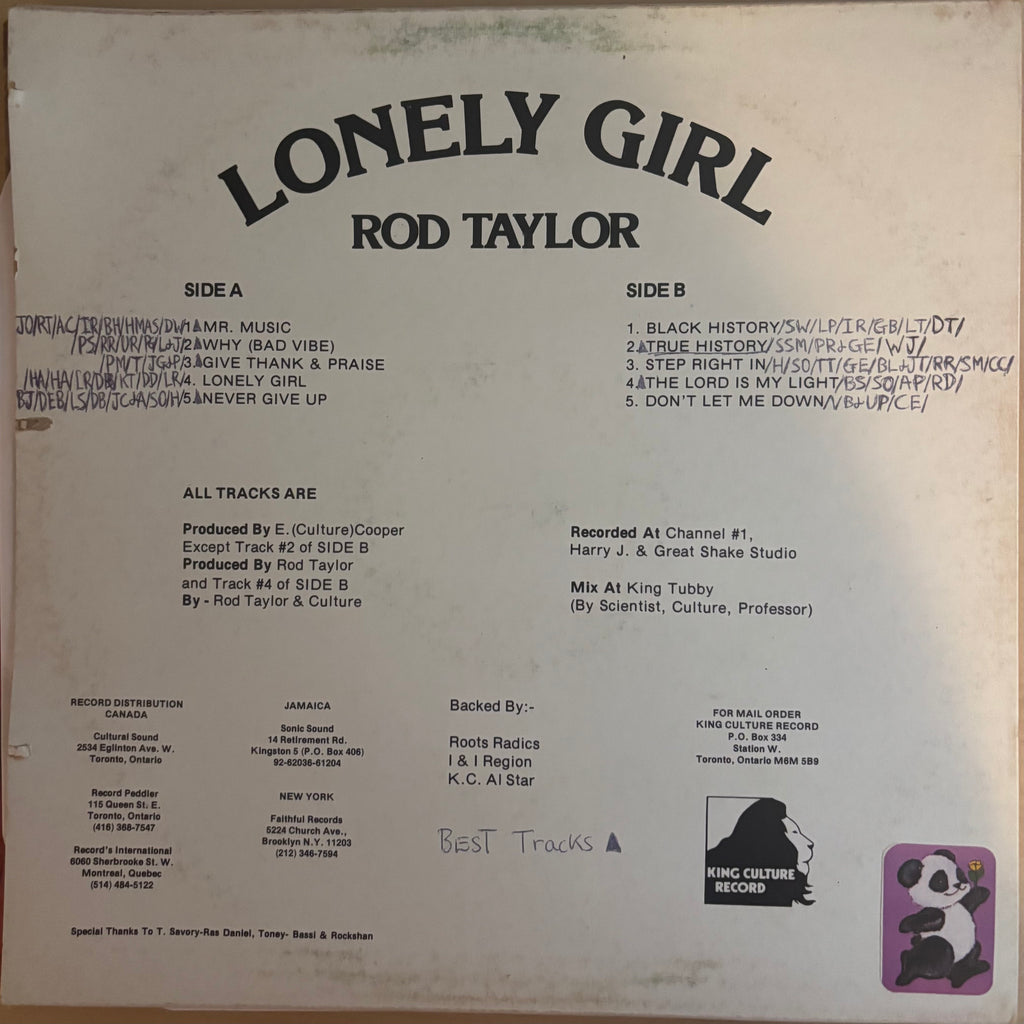 LONELY GIRL
ROD TAYLOR
SIDE A
JO/RT/AC/IR/BH/HMAS/DW/1▲MR. MUSIC
/PS/RR/UR/R/L&J/2▲WHY (BAD VIBE)
/PM/T/JG&P/3.▲GIVE THANK & PRAISE
/HA/HA/LR/DB/KT/DD/LR/4. LONELY GIRL
BJ/DEB/LS/DB/JC&A/SO/H/5▲NEVER GIVE UP
SIDE B
1. BLACK HISTORY/SW/LP/IR/GB/LT/DT/
2.▲TRUE HISTORY/SSM/PR&GE/WJ/
3. STEP RIGHT IN/H/SO/TT/GE/BL&JT/RR/SM/CC/
4▲THE LORD IS MY LIGHT/BS/SO/AP/RD/
5. DON'T LET ME DOWN/VB&UP/CE/
ALL TRACKS ARE
Produced By E.(Culture)Cooper
Except Track #2 of SIDE B
Produced By Rod Taylor
and Track #4 of SIDE B
By - Rod Taylor & Culture
Recorded At Channel #1,
Harry J. & Great Shake Studio
Mix At King Tubby
(By Scientist, Culture, Professor)
RECORD DISTRIBUTION
CANADA
Cultural Sound
2534 Eglinton Ave. W.
Toronto, Ontario
Record Peddler
115 Queen St. E.
Toronto, Ontario
(416) 368-7547
Record's International
6060 Sherbrooke St. W.
Montreal, Quebec
(514) 484-5122
JAMAICA
Sonic Sound
14 Retirement Rd.
Kingston 5 (P.O. Box 406)
92-62036-61204
NEW YORK
Faithful Records
5224 Church Ave.,
Brooklyn N.Y. 11203
(212) 346-7594
Backed By:-
Roots Radics
I & I Region
K.C. Al Star
BEST Tracks ▲
FOR MAIL ORDER
KING CULTURE RECORD
P.O. Box 334
Station W.
Toronto, Ontario M6M 5B9
KING CULTURE
RECORD
Special Thanks To T. Savory-Ras Daniel, Toney- Bassl & Rockshan